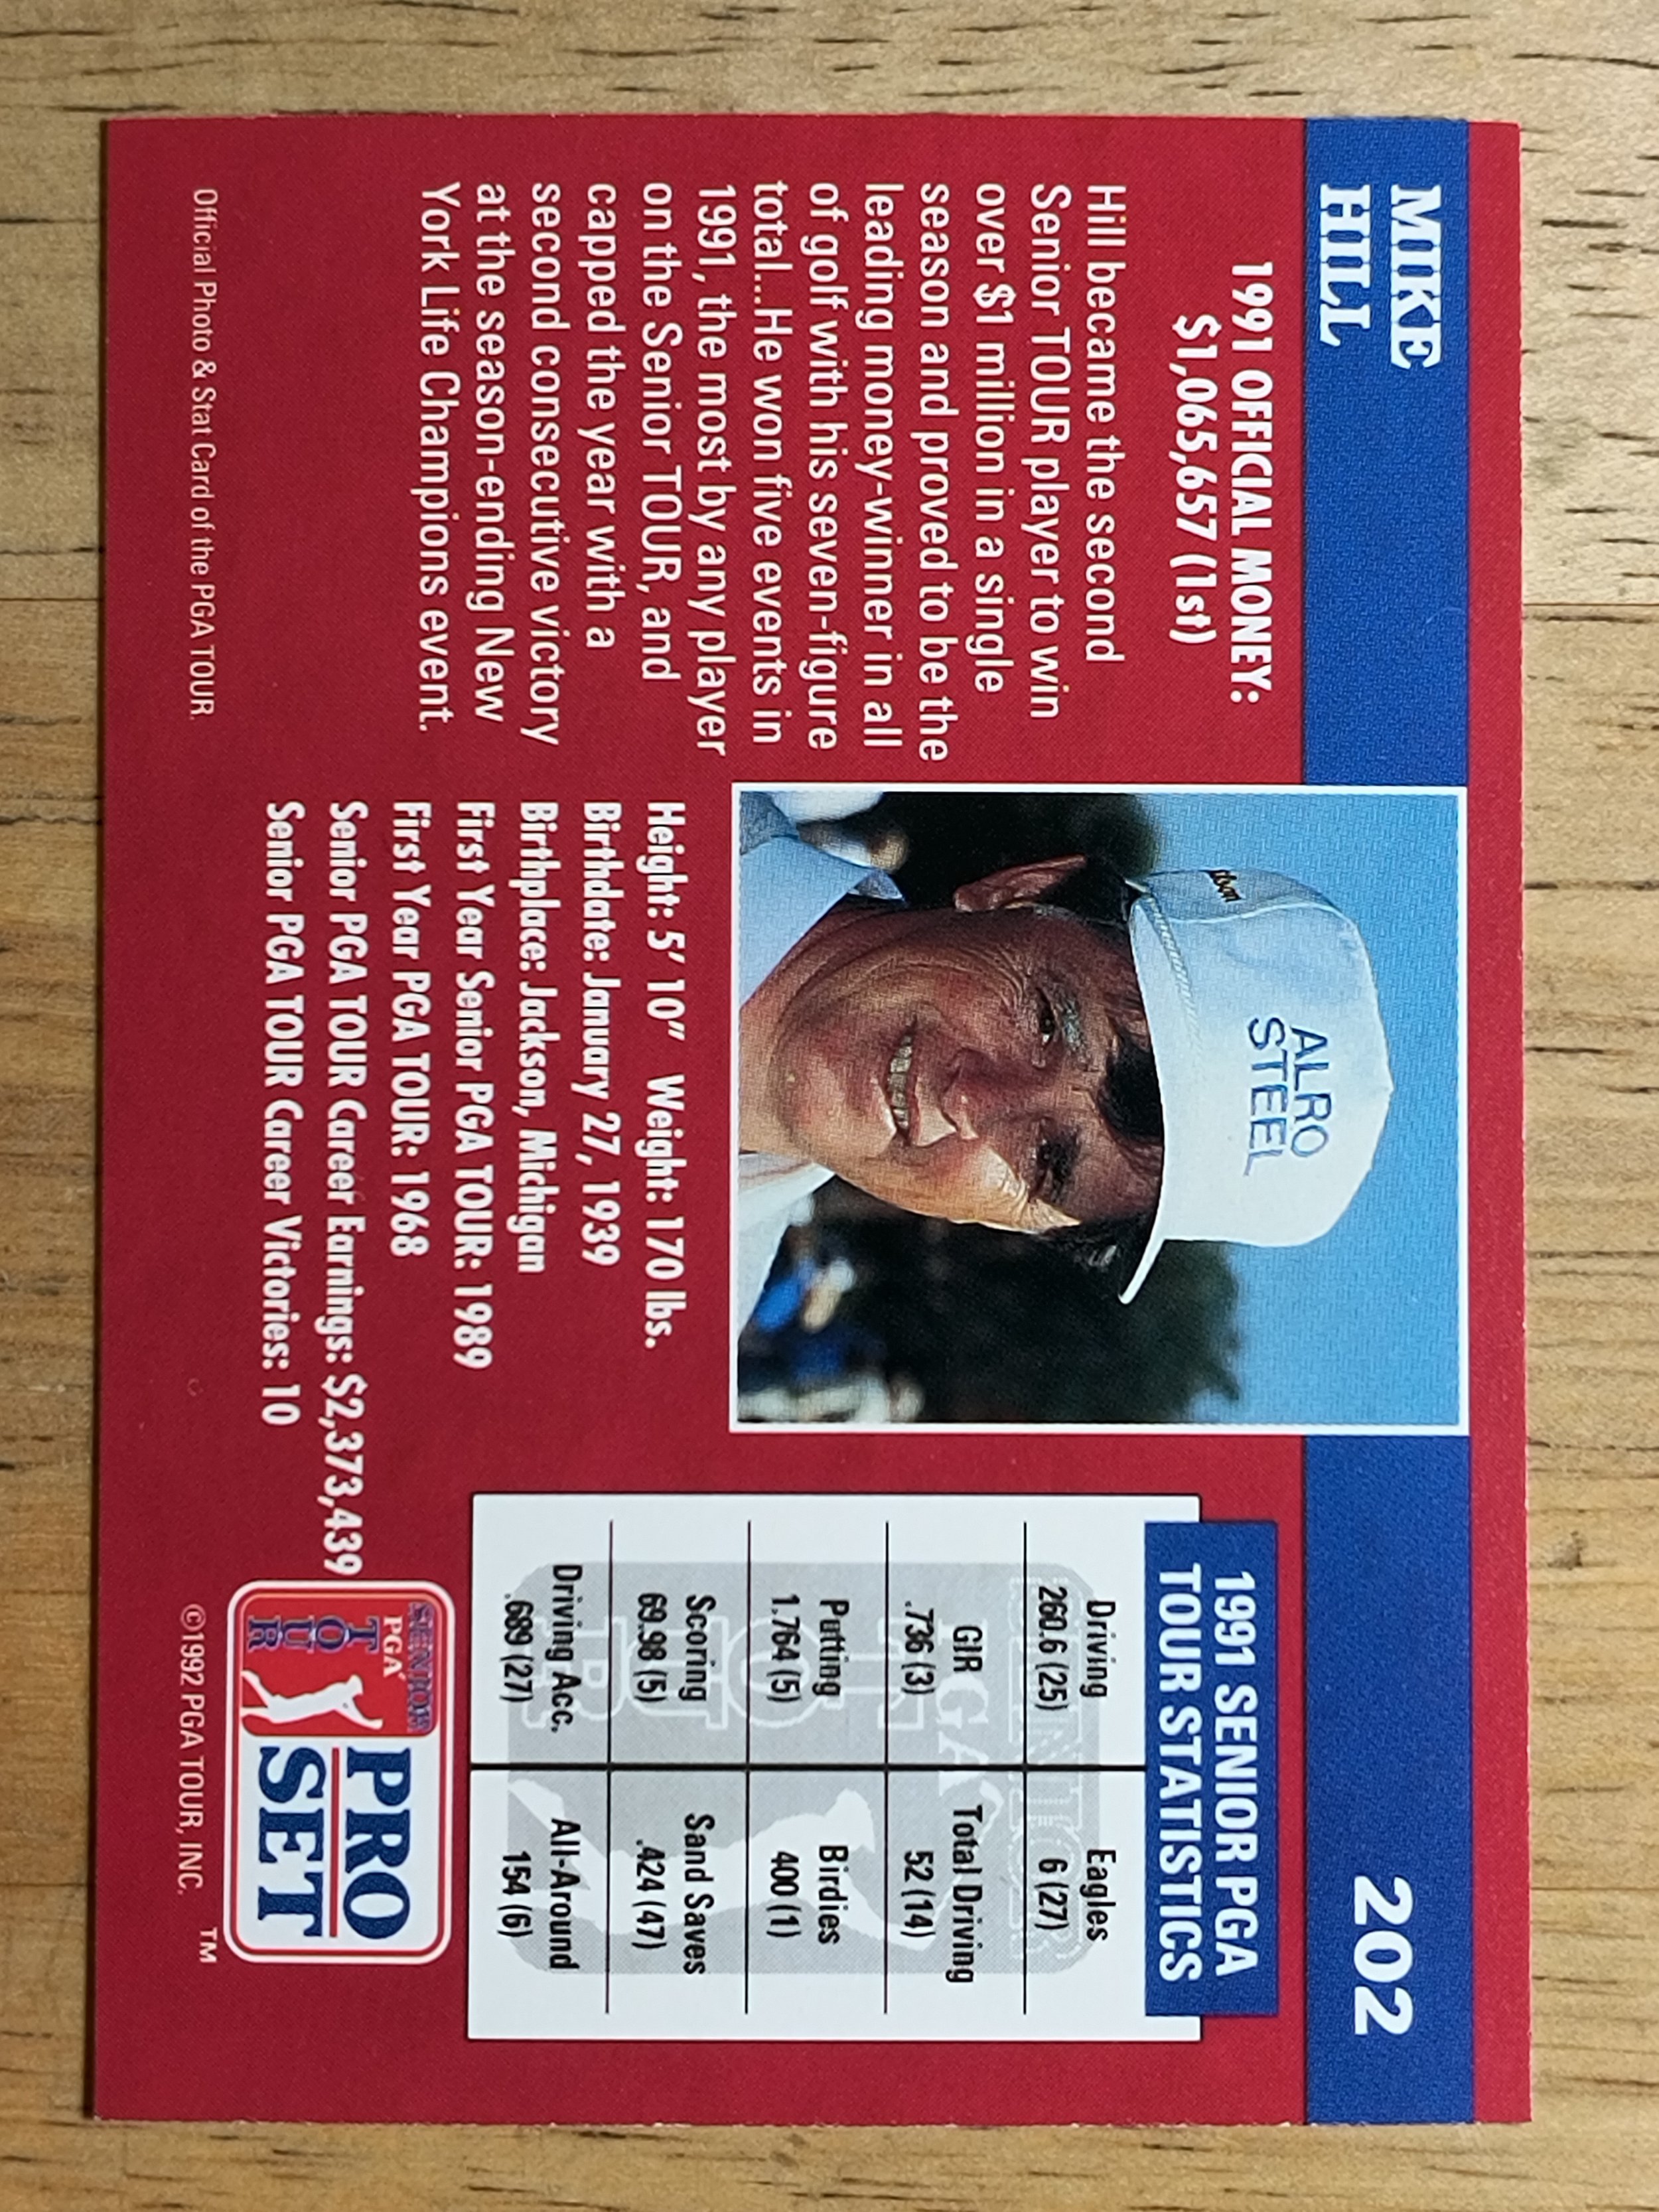 MIKE
HILL
202
1991 OFFICIAL MONEY:
$1,065,657 (1st)
Hill became the second
Senior TOUR player to win
over $1 million in a single
season and proved to be the
leading money-winner in all
of golf with his seven-figure
total...He won five events in
1991, the most by any player
on the Senior TOUR, and
capped the year with a
second consecutive victory
at the season-ending New
York Life Champions event.
Official Photo & Stat Card of the PGA TOUR.
ALRO
STEEL
Height: 5' 10" Weight: 170 lbs.
Birthdate: January 27, 1939
Birthplace: Jackson, Michigan
First Year Senior PGA TOUR: 1989
First Year PGA TOUR: 1968
Senior PGA TOUR Career Earnings: $2,373,439
Senior PGA TOUR Career Victories: 10
1991 SENIOR PGA
TOUR STATISTICS
Driving Eagles
260.6 (25) 6 (27)
GIR Total Driving
.736 (3) 52 (14)
Putting Birdies
1.764 (5) 400 (1)
Scoring Sand Saves
69.98 (5) .424 (47)
Driving Acc. All-Around
.689 (27) 154 (6)
SENIOR
PGA
TOUR
PRO
SET
©1992 PGA TOUR, INC. ™